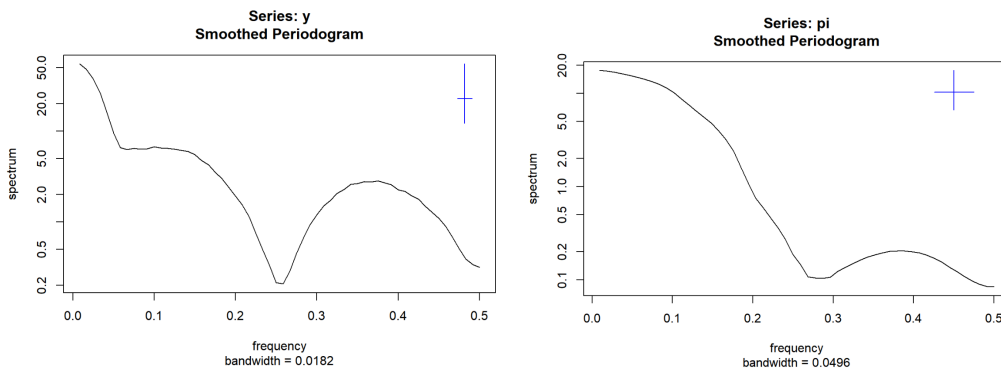 Series: y
Smoothed Periodogram
spectrum
50.0
20.0
5.0
2.0
0.5
0.2
0.0 0.1 0.2 0.3 0.4 0.5
frequency
bandwidth = 0.0182
Series: pi
Smoothed Periodogram
spectrum
20.0
5.0
1.0
0.5
0.2
0.1
0.0 0.1 0.2 0.3 0.4 0.5
frequency
bandwidth = 0.0496